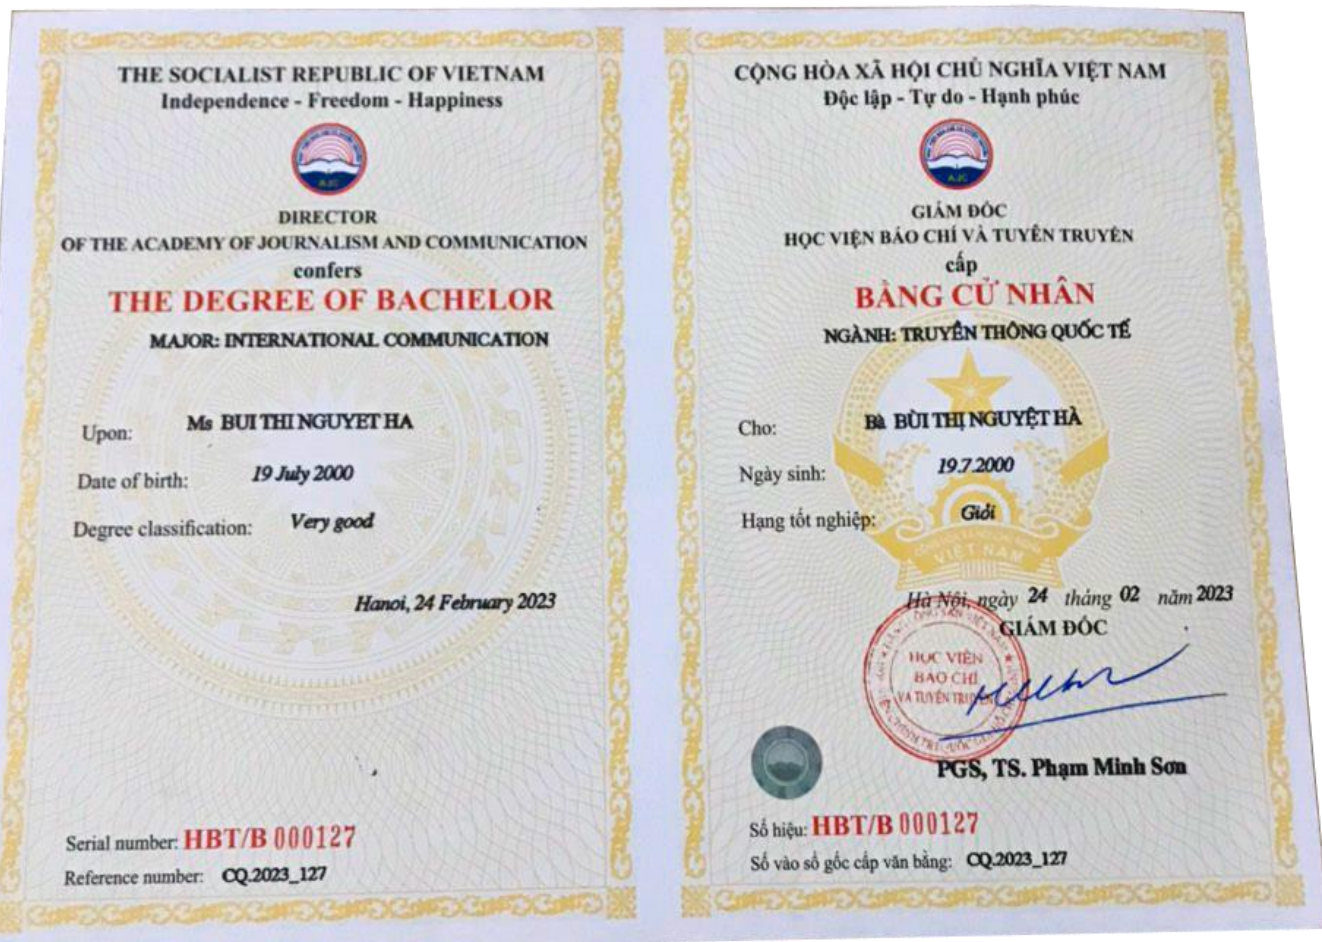 THE SOCIALIST REPUBLIC OF VIETNAM
Independence - Freedom - Happiness
AJC
DIRECTOR
OF THE ACADEMY OF JOURNALISM AND COMMUNICATION
confers
THE DEGREE OF BACHELOR
MAJOR: INTERNATIONAL COMMUNICATION
Upon: Ms BUI THI NGUYET HA
Date of birth: 19 July 2000
Degree classification: Very good
Hanoi, 24 February 2023
Serial number: HBT/B 000127
Reference number: CQ.2023_127
CỘNG HÒA XÃ HỘI CHỦ NGHĨA VIỆT NAM
Độc lập - Tự do - Hạnh phúc
AJC
GIÁM ĐỐC
HỌC VIỆN BÁO CHÍ VÀ TUYÊN TRUYỀN
cấp
BẰNG CỬ NHÂN
NGÀNH: TRUYỀN THÔNG QUỐC TẾ
Cho: Bà BÙI THỊ NGUYỆT HÀ
Ngày sinh: 19.7.2000
Hạng tốt nghiệp: Giỏi
VIỆT NAM
Hà Nội, ngày 24 tháng 02 năm 2023
GIÁM ĐỐC
HỌC VIỆN
BÁO CHÍ
VÀ TUYÊN TRUYỀN
PGS, TS. Phạm Minh Sơn
Số hiệu: HBT/B 000127
Số vào sổ gốc cấp văn bằng: CQ.2023_127